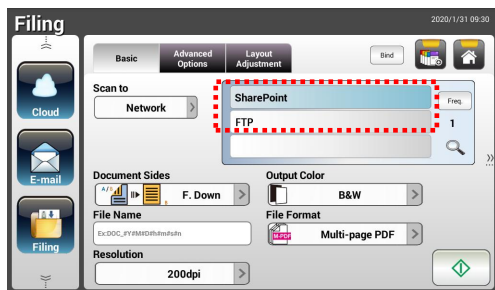 Filing
2020/1/31 09:30
Basic
Advanced Options
Layout Adjustment
Bind
Cloud
E-mail
Filing
Scan to
Network
SharePoint
FTP
Freq.
1
Document Sides
F. Down
Output Color
B&W
File Name
Ex:DOC_#Y#M#D#h#m#s#n
File Format
M-PDF
Multi-page PDF
Resolution
200dpi